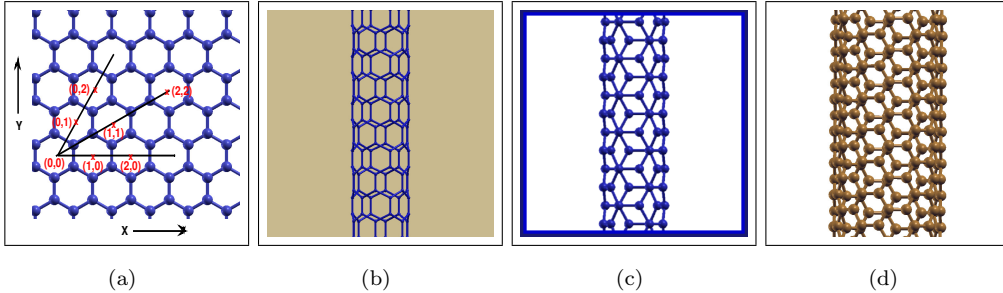 Y
(0,2)
(2,2)
(0,1)
(1,1)
(0,0)
(1,0)
(2,0)
X
(a)
(b)
(c)
(d)